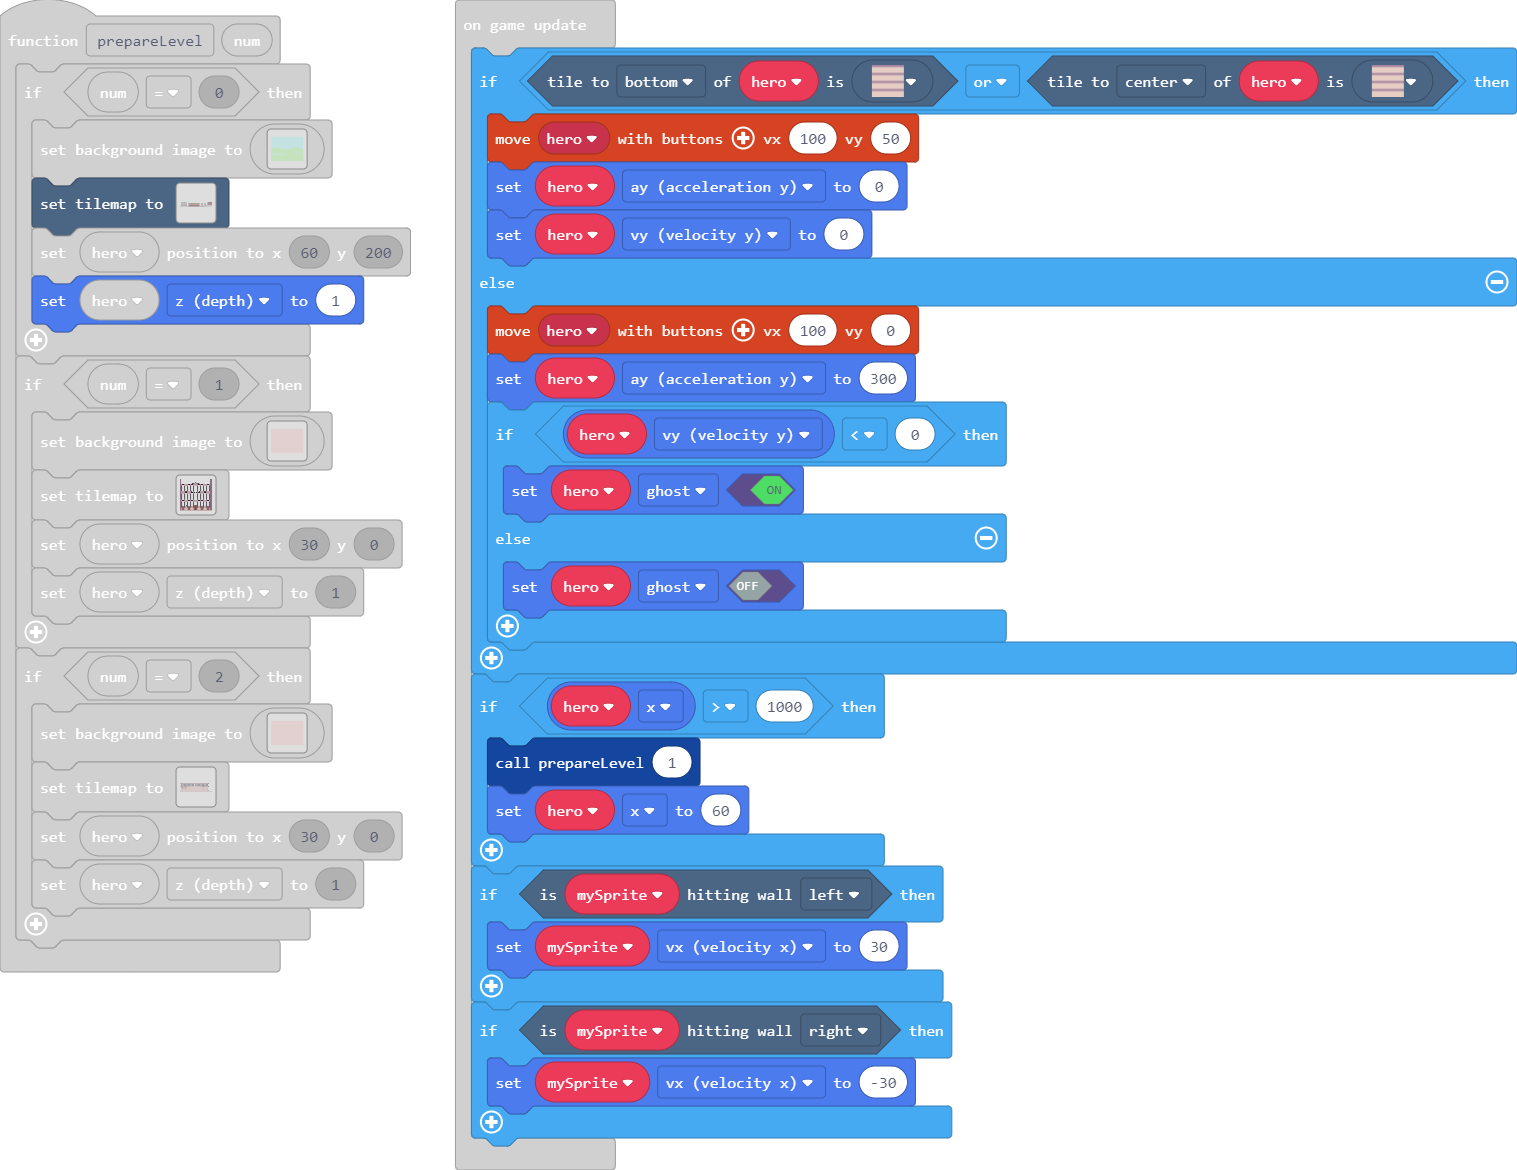 function prepareLevel num
if num = 0 then
set background image to
set tilemap to
set hero position to x 60 y 200
set hero z (depth) to 1
if num = 1 then
set background image to
set tilemap to
set hero position to x 30 y 0
set hero z (depth) to 1
if num = 2 then
set background image to
set tilemap to
set hero position to x 30 y 0
set hero z (depth) to 1
on game update
if tile to bottom of hero is or tile to center of hero is then
move hero with buttons vx 100 vy 50
set hero ay (acceleration y) to 0
set hero vy (velocity y) to 0
else
move hero with buttons vx 100 vy 0
set hero ay (acceleration y) to 300
if hero vy (velocity y) < 0 then
set hero ghost ON
else
set hero ghost OFF
if hero x > 1000 then
call prepareLevel 1
set hero x to 60
if is mySprite hitting wall left then
set mySprite vx (velocity x) to 30
if is mySprite hitting wall right then
set mySprite vx (velocity x) to -30